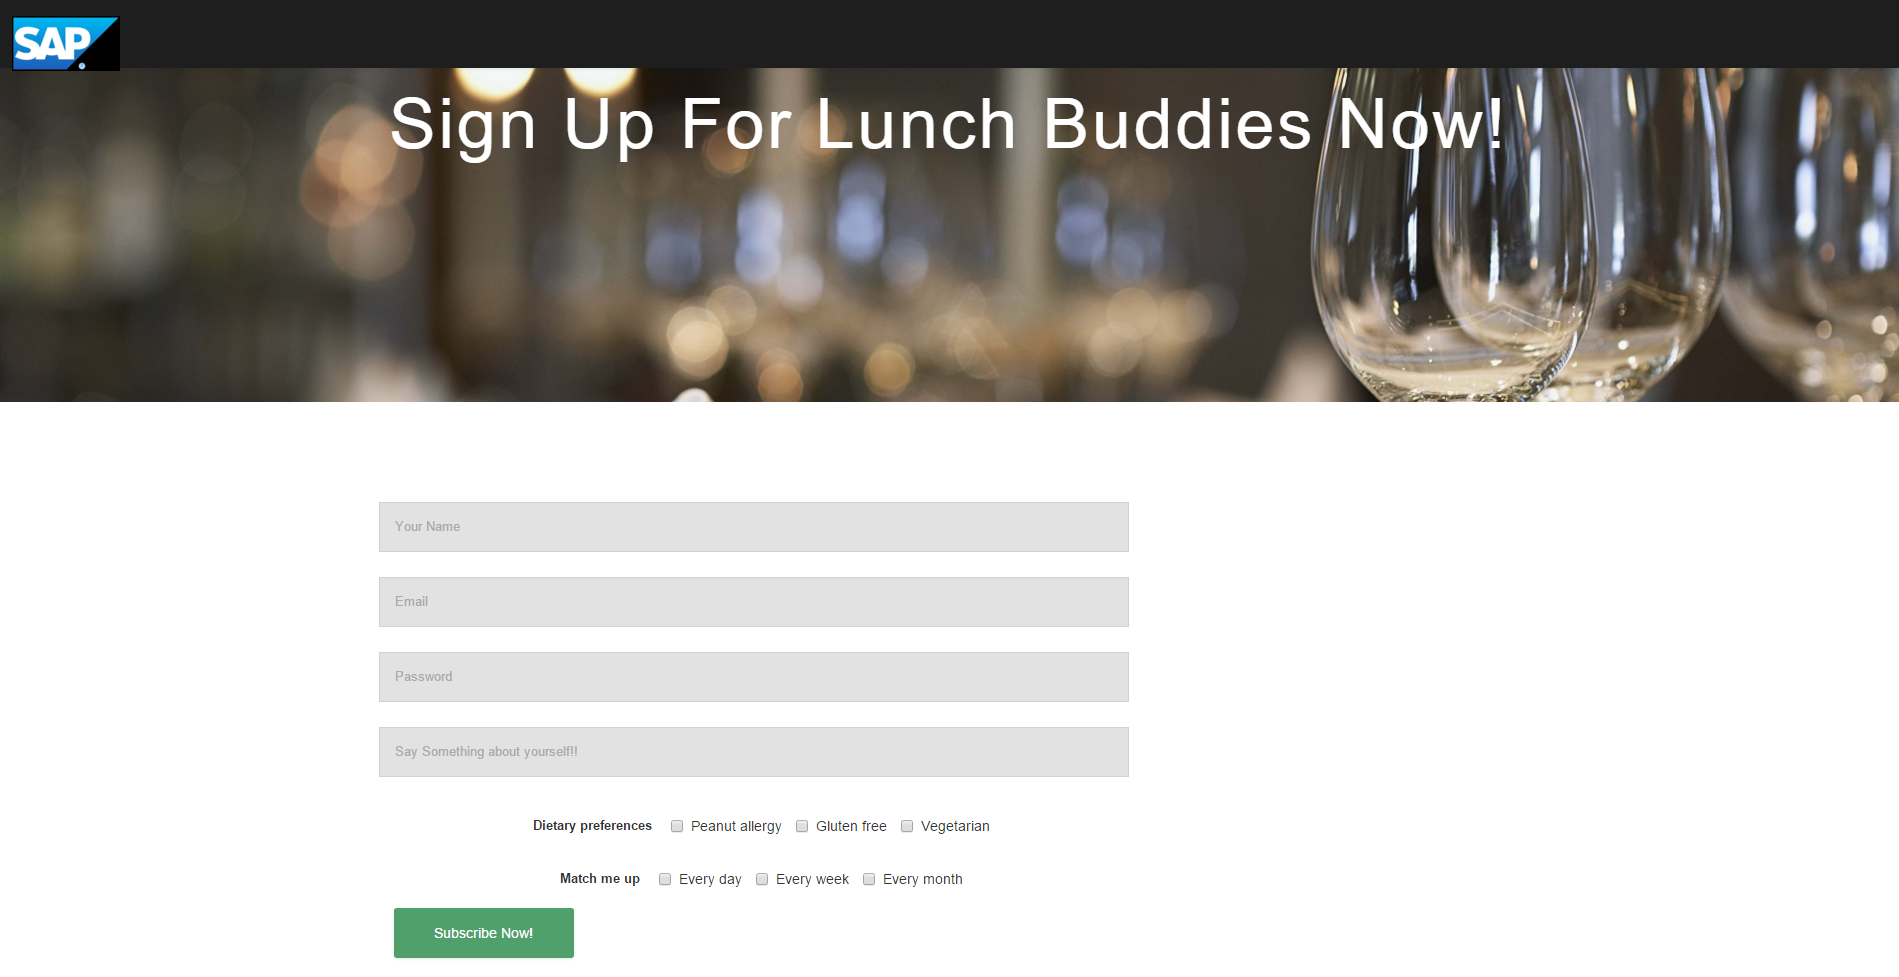 SAP
Sign Up For Lunch Buddies Now!
Your Name
Email
Password
Say Something about yourself!!
Dietary preferences Peanut allergy Gluten free Vegetarian
Match me up Every day Every week Every month
Subscribe Now!